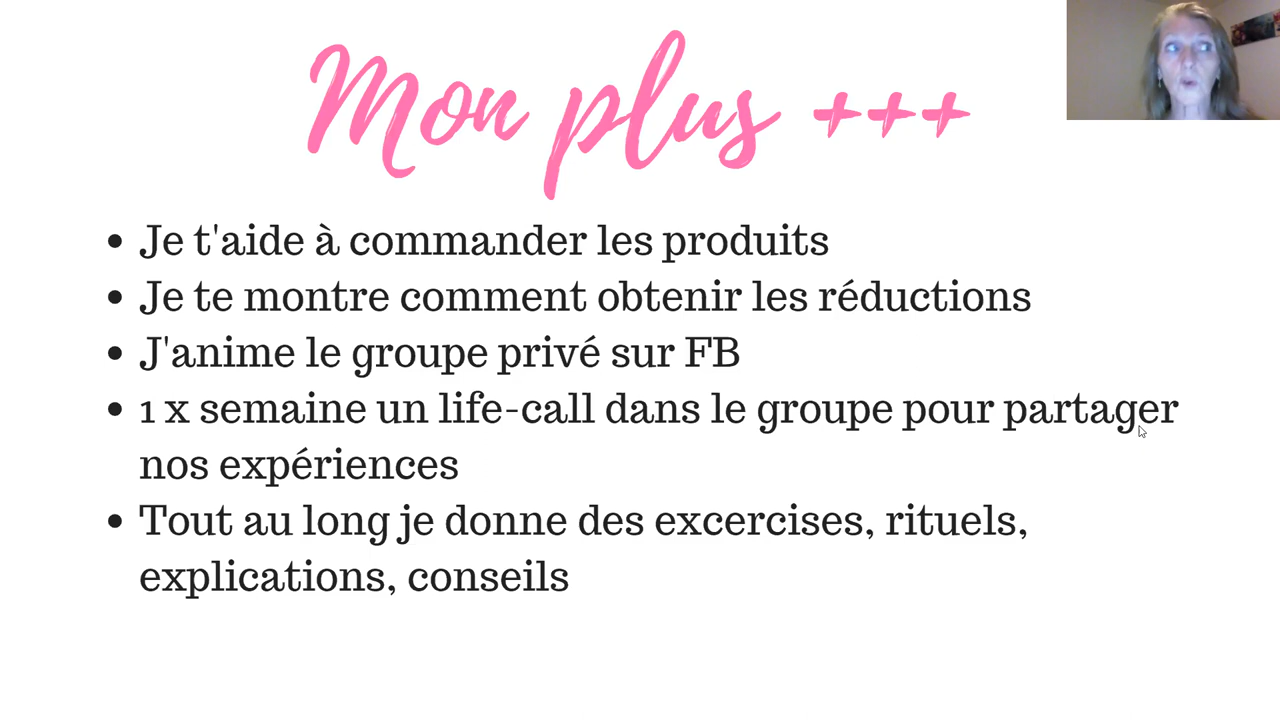 Mon plus +++
• Je t'aide à commander les produits
• Je te montre comment obtenir les réductions
• J'anime le groupe privé sur FB
• 1 x semaine un life-call dans le groupe pour partager
nos expériences
• Tout au long je donne des excercises, rituels,
explications, conseils